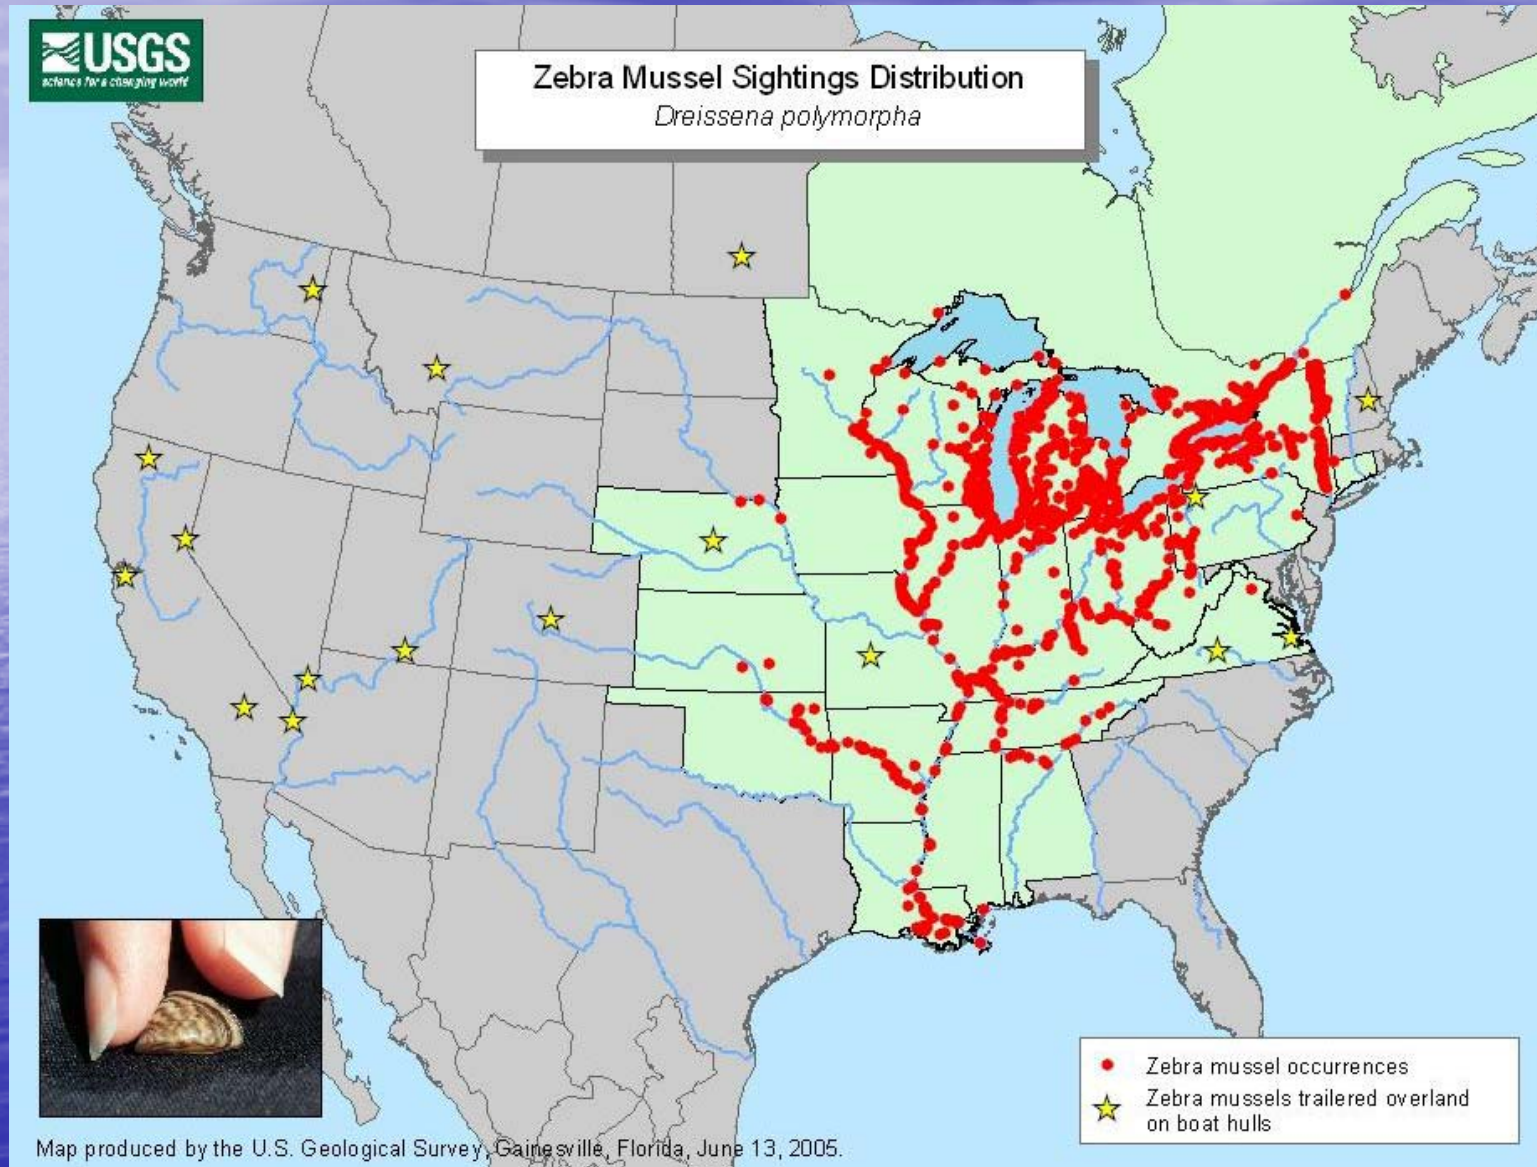 USGS
science for a changing world
Zebra Mussel Sightings Distribution
Dreissena polymorpha
Zebra mussel occurrences
Zebra mussels trailered overland
on boat hulls
Map produced by the U.S. Geological Survey, Gainesville, Florida, June 13, 2005.